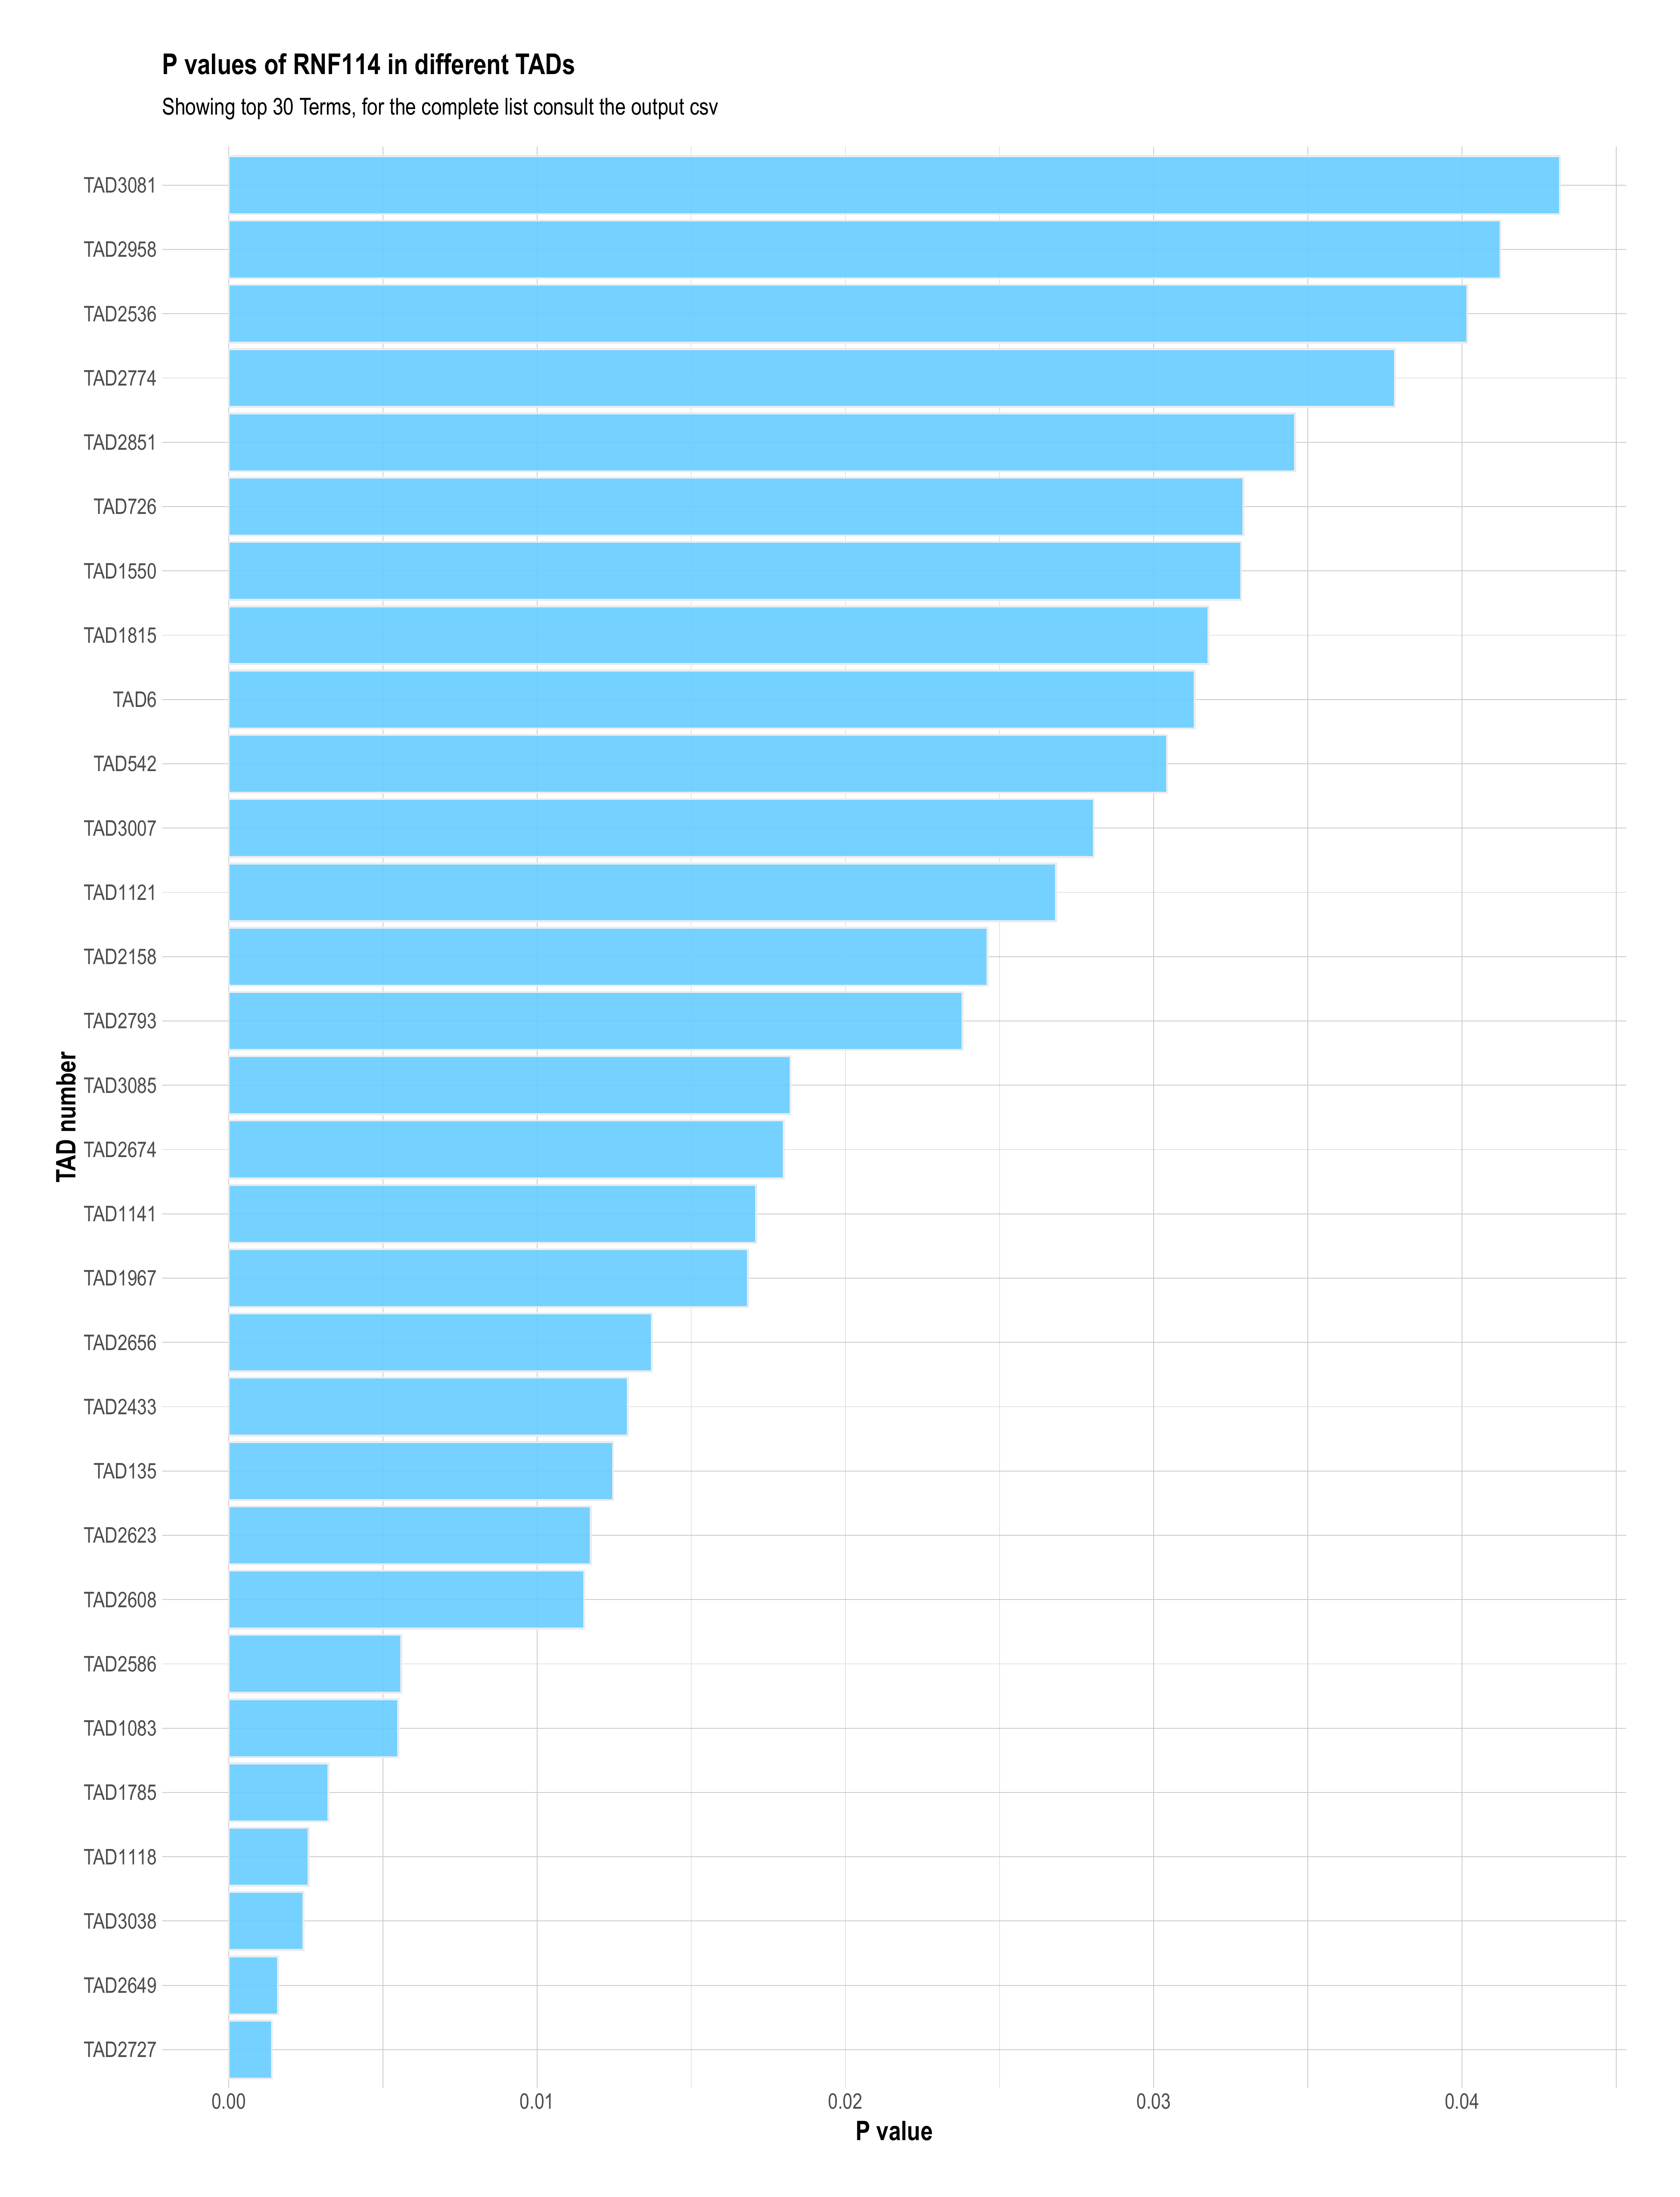 P values of RNF114 in different TADs
Showing top 30 Terms, for the complete list consult the output csv
TAD3081
TAD2958
TAD2536
TAD2774
TAD2851
TAD726
TAD1550
TAD1815
TAD6
TAD542
TAD3007
TAD1121
TAD2158
TAD2793
TAD3085
TAD2674
TAD1141
TAD1967
TAD2656
TAD2433
TAD135
TAD2623
TAD2608
TAD2586
TAD1083
TAD1785
TAD1118
TAD3038
TAD2649
TAD2727
TAD number
0.00 0.01 0.02 0.03 0.04
P value